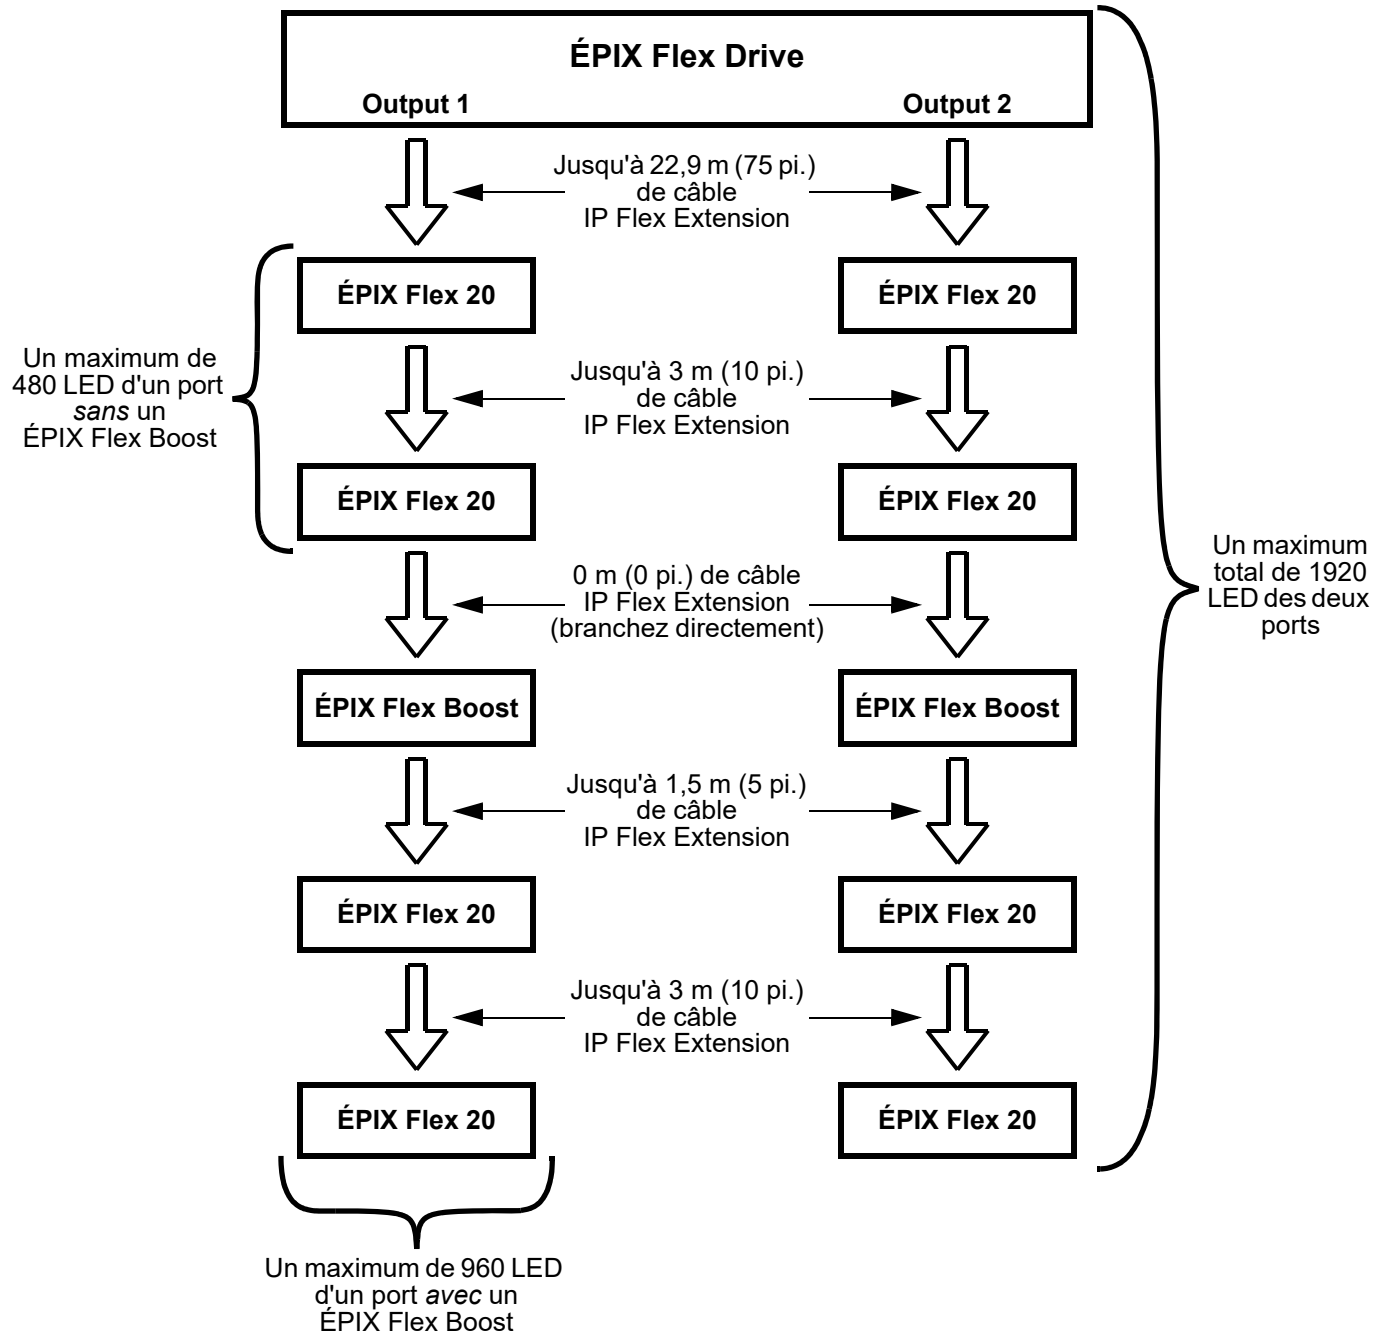 ÉPIX Flex Drive
Output 1
Output 2
Jusqu'à 22,9 m (75 pi.)
de câble
IP Flex Extension
ÉPIX Flex 20
ÉPIX Flex 20
Un maximum de
480 LED d'un port
sans un
ÉPIX Flex Boost
Jusqu'à 3 m (10 pi.)
de câble
IP Flex Extension
ÉPIX Flex 20
ÉPIX Flex 20
Un maximum
total de 1920
LED des deux
ports
0 m (0 pi.) de câble
IP Flex Extension
(branchez directement)
ÉPIX Flex Boost
ÉPIX Flex Boost
Jusqu'à 1,5 m (5 pi.)
de câble
IP Flex Extension
ÉPIX Flex 20
ÉPIX Flex 20
Jusqu'à 3 m (10 pi.)
de câble
IP Flex Extension
ÉPIX Flex 20
ÉPIX Flex 20
Un maximum de 960 LED
d'un port avec un
ÉPIX Flex Boost